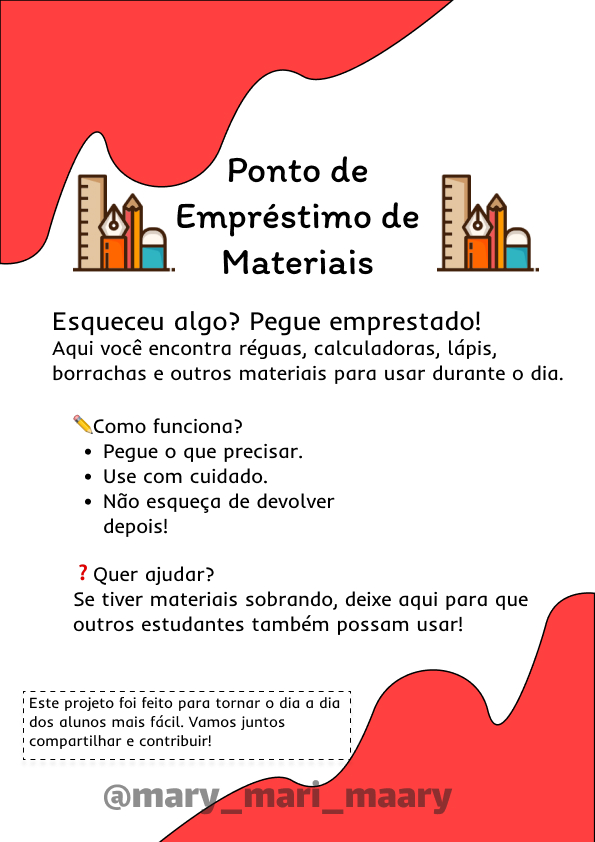 Ponto de
Empréstimo de
Materiais
Esqueceu algo? Pegue emprestado!
Aqui você encontra réguas, calculadoras, lápis,
borrachas e outros materiais para usar durante o dia.
✏️Como funciona?
• Pegue o que precisar.
• Use com cuidado.
• Não esqueça de devolver
depois!
❓Quer ajudar?
Se tiver materiais sobrando, deixe aqui para que
outros estudantes também possam usar!
Este projeto foi feito para tornar o dia a dia
dos alunos mais fácil. Vamos juntos
compartilhar e contribuir!
@mary_mari_maary